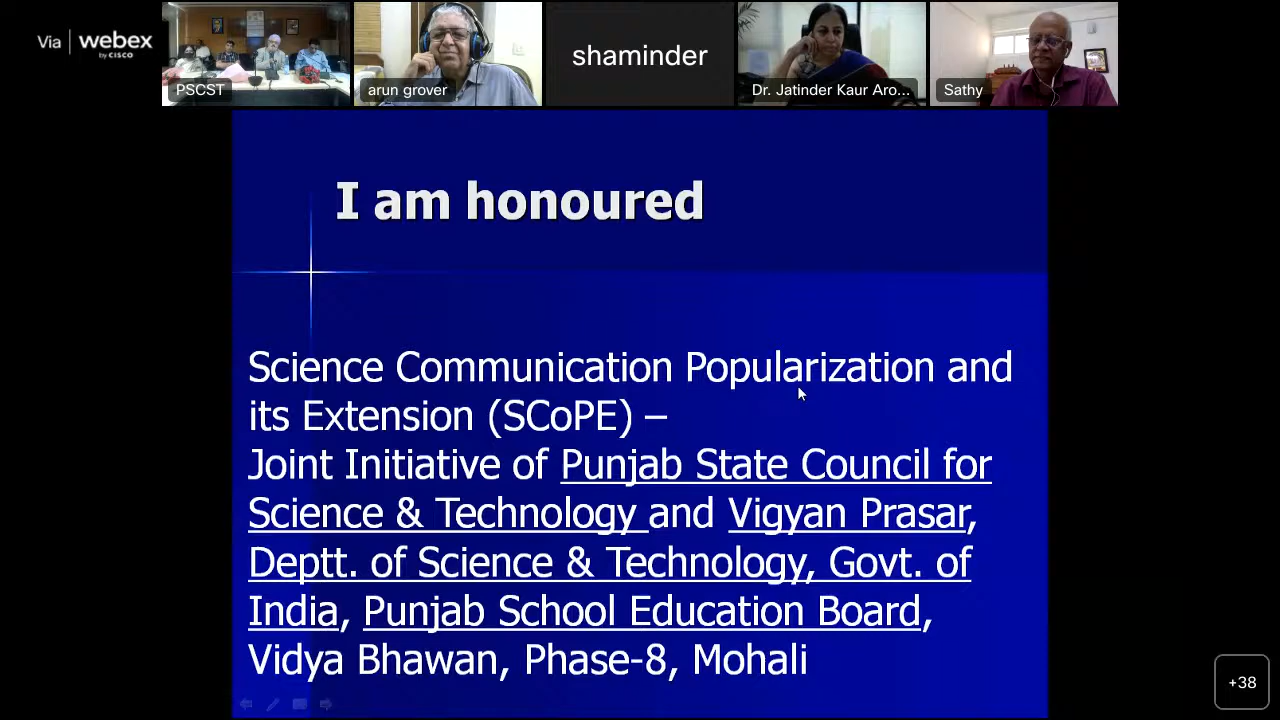 Via webex
by CISCO
PSCST
arun grover
shaminder
Dr. Jatinder Kaur Aro...
Sathy
I am honoured
Science Communication Popularization and
its Extension (SCoPE) –
Joint Initiative of Punjab State Council for
Science & Technology and Vigyan Prasar,
Deptt. of Science & Technology, Govt. of
India, Punjab School Education Board,
Vidya Bhawan, Phase-8, Mohali
+38